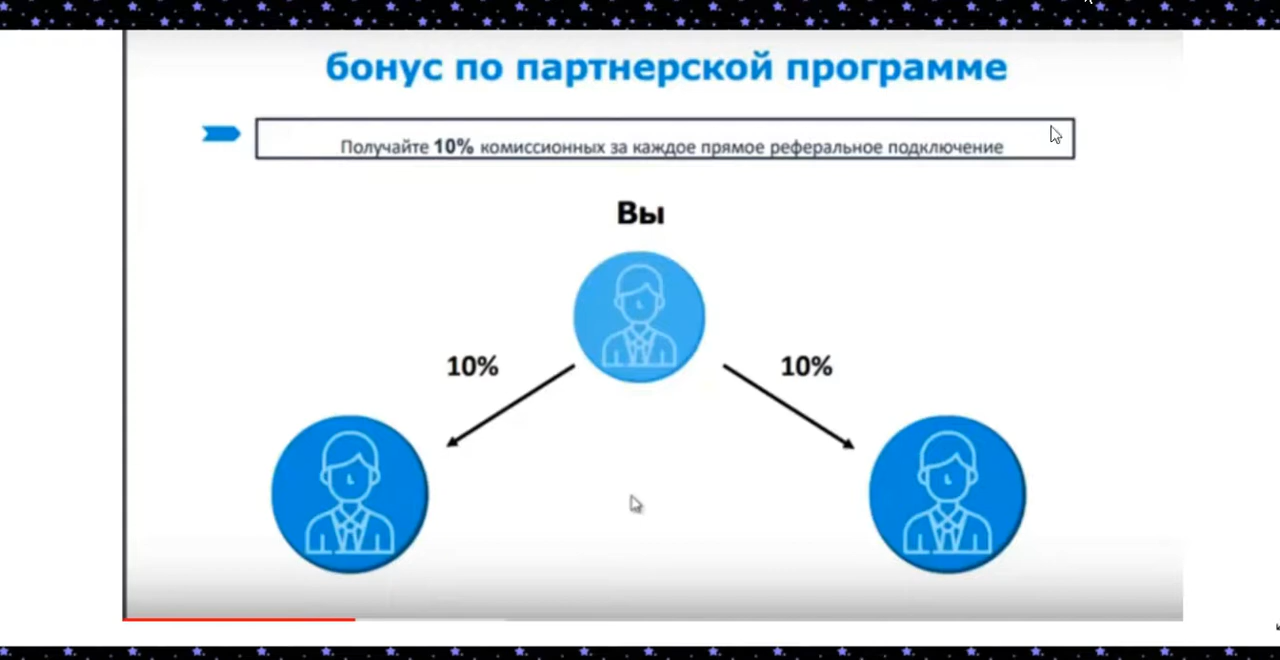 бонус по партнерской программе
Получайте 10% комиссионных за каждое прямое реферальное подключение
Вы
10%
10%